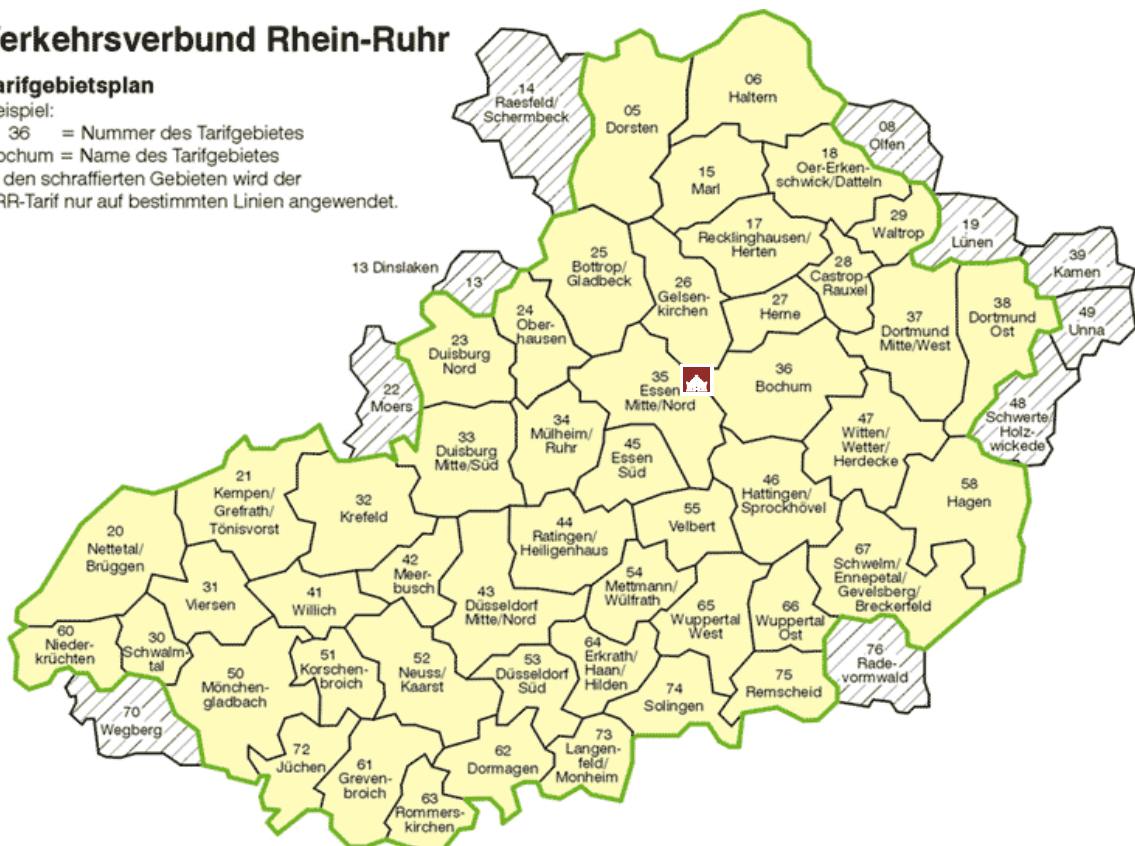 erkehrsverbund Rhein-Ruhr
arifgebietsplan
eispiel:
36 = Nummer des Tarifgebietes
ochum = Name des Tarifgebietes
den schraffierten Gebieten wird der
RR-Tarif nur auf bestimmten Linien angewendet.
14
Raesfeld/
Schermbeck
05
Dorsten
06
Haltern
08
Olfen
15
Marl
18
Oer-Erken-
schwick/Datteln
29
Waltrop
19
Lünen
39
Kamen
49
Unna
17
Recklinghausen/
Herten
28
Castrop-
Rauxel
25
Bottrop/
Gladbeck
26
Gelsen-
kirchen
27
Herne
13 Dinslaken
13
24
Ober-
hausen
23
Duisburg
Nord
22
Moers
37
Dortmund
Mitte/West
38
Dortmund
Ost
48
Schwerte/
Holz-
wickede
35
Essen
Mitte/Nord
36
Bochum
47
Witten/
Wetter/
Herdecke
33
Duisburg
Mitte/Süd
34
Mülheim/
Ruhr
45
Essen
Süd
46
Hattingen/
Sprockhövel
58
Hagen
21
Kempen/
Grefrath/
Tönisvorst
32
Krefeld
20
Nettetal/
Brüggen
44
Ratingen/
Heiligenhaus
55
Velbert
67
Schwelm/
Ennepetal/
Gevelsberg/
Breckerfeld
31
Viersen
41
Willich
42
Meer-
busch
43
Düsseldorf
Mitte/Nord
54
Mettmann/
Wülfrath
65
Wuppertal
West
66
Wuppertal
Ost
60
Nieder-
krüchten
30
Schwalm-
tal
50
Mönchen-
gladbach
51
Korschen-
broich
52
Neuss/
Kaarst
53
Düsseldorf
Süd
64
Erkrath/
Haan/
Hilden
74
Solingen
75
Remscheid
76
Rade-
vormwald
70
Wegberg
72
Jüchen
61
Greven-
broich
62
Dormagen
73
Langen-
feld/
Monheim
63
Rommers-
kirchen